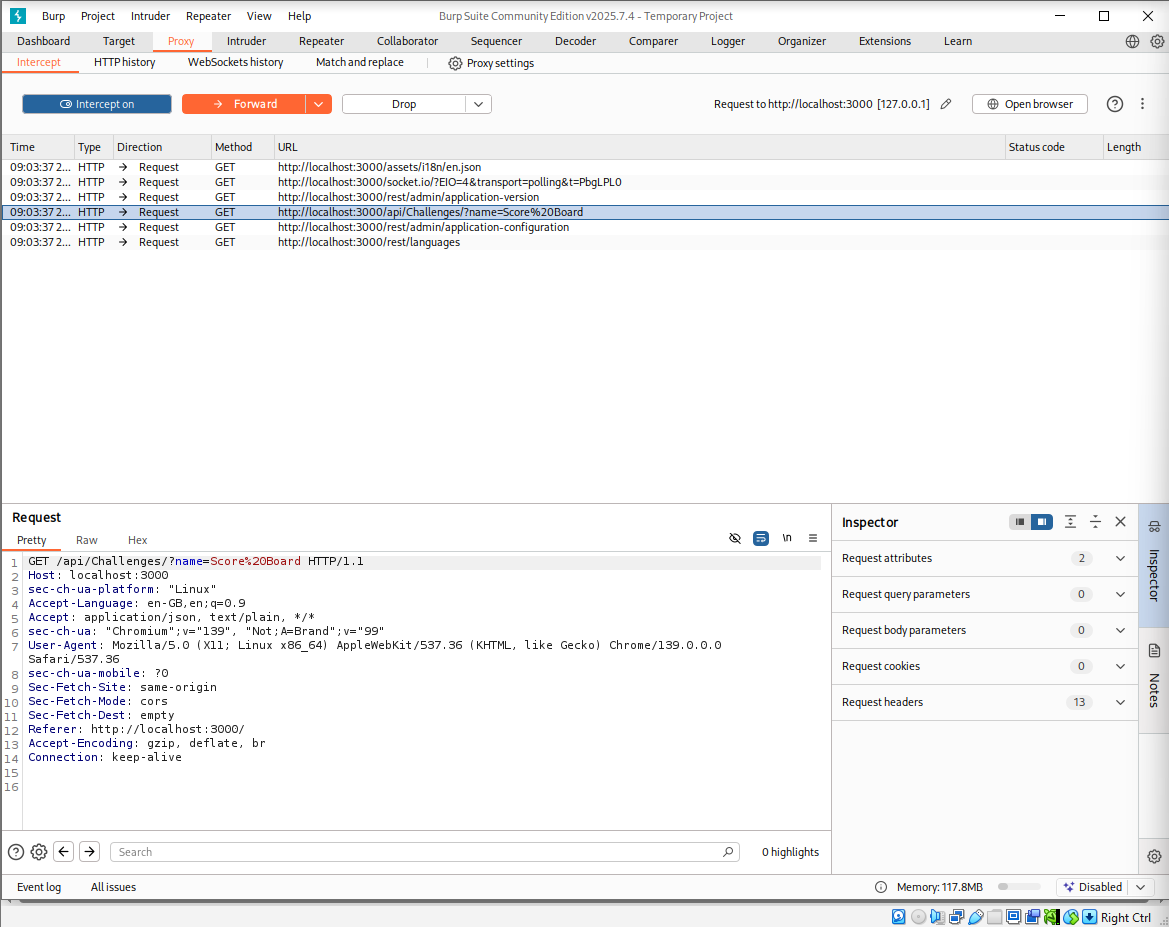 Burp Project Intruder Repeater View Help Burp Suite Community Edition v2025.7.4 - Temporary Project
Dashboard Target Proxy Intruder Repeater Collaborator Sequencer Decoder Comparer Logger Organizer Extensions Learn
Intercept HTTP history WebSockets history Match and replace Proxy settings
Intercept on Forward Drop Request to http://localhost:3000 [127.0.0.1] Open browser
Time Type Direction Method URL Status code Length
09:03:37 2... HTTP Request GET http://localhost:3000/assets/i18n/en.json
09:03:37 2... HTTP Request GET http://localhost:3000/socket.io/?EIO=4&transport=polling&t=PbgLPL0
09:03:37 2... HTTP Request GET http://localhost:3000/rest/admin/application-version
09:03:37 2... HTTP Request GET http://localhost:3000/api/Challenges/?name=Score%20Board
09:03:37 2... HTTP Request GET http://localhost:3000/rest/admin/application-configuration
09:03:37 2... HTTP Request GET http://localhost:3000/rest/languages
Request
Pretty Raw Hex \n
1 GET /api/Challenges/?name=Score%20Board HTTP/1.1
2 Host: localhost:3000
3 sec-ch-ua-platform: "Linux"
4 Accept-Language: en-GB,en;q=0.9
5 Accept: application/json, text/plain, */*
6 sec-ch-ua: "Chromium";v="139", "Not;A=Brand";v="99"
7 User-Agent: Mozilla/5.0 (X11; Linux x86_64) AppleWebKit/537.36 (KHTML, like Gecko) Chrome/139.0.0.0
Safari/537.36
8 sec-ch-ua-mobile: ?0
9 Sec-Fetch-Site: same-origin
10 Sec-Fetch-Mode: cors
11 Sec-Fetch-Dest: empty
12 Referer: http://localhost:3000/
13 Accept-Encoding: gzip, deflate, br
14 Connection: keep-alive
15
16
Search 0 highlights
Inspector
Request attributes 2
Request query parameters 0
Request body parameters 0
Request cookies 0
Request headers 13
Inspector
Notes
Event log All issues Memory: 117.8MB Disabled
Right Ctrl